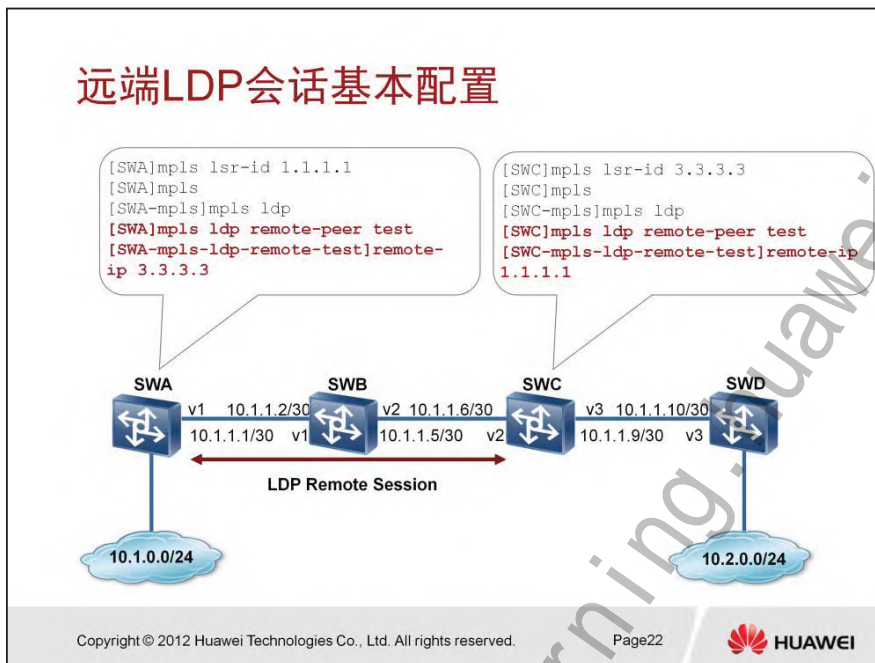 远端LDP会话基本配置
[SWA]mpls lsr-id 1.1.1.1
[SWA]mpls
[SWA-mpls]mpls ldp
[SWA]mpls ldp remote-peer test
[SWA-mpls-ldp-remote-test]remote-
ip 3.3.3.3
[SWC]mpls lsr-id 3.3.3.3
[SWC]mpls
[SWC-mpls]mpls ldp
[SWC]mpls ldp remote-peer test
[SWC-mpls-ldp-remote-test]remote-ip
1.1.1.1
SWA
SWB
SWC
SWD
v1 10.1.1.2/30
v2 10.1.1.6/30
v3 10.1.1.10/30
10.1.1.1/30 v1
10.1.1.5/30 v2
10.1.1.9/30 v3
LDP Remote Session
10.1.0.0/24
10.2.0.0/24
Copyright © 2012 Huawei Technologies Co., Ltd. All rights reserved.
Page22
HUAWEI
rning.huawei.